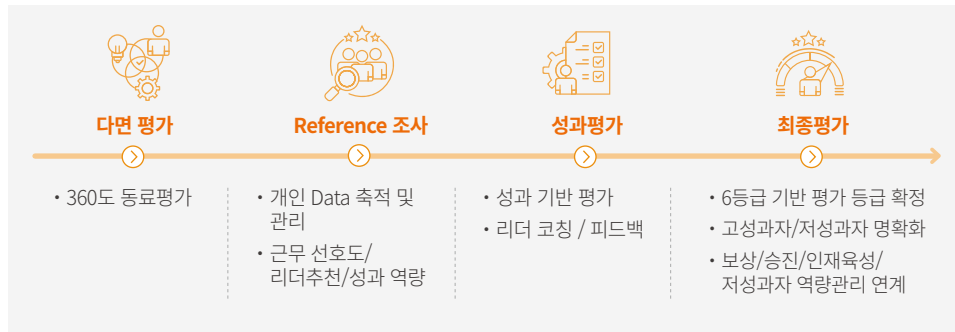 다면 평가
Reference 조사
성과평가
최종평가
• 360도 동료평가
• 개인 Data 축적 및
관리
• 근무 선호도/
리더추천/성과 역량
• 성과 기반 평가
• 리더 코칭 / 피드백
• 6등급 기반 평가 등급 확정
• 고성과자/저성과자 명확화
• 보상/승진/인재육성/
저성과자 역량관리 연계